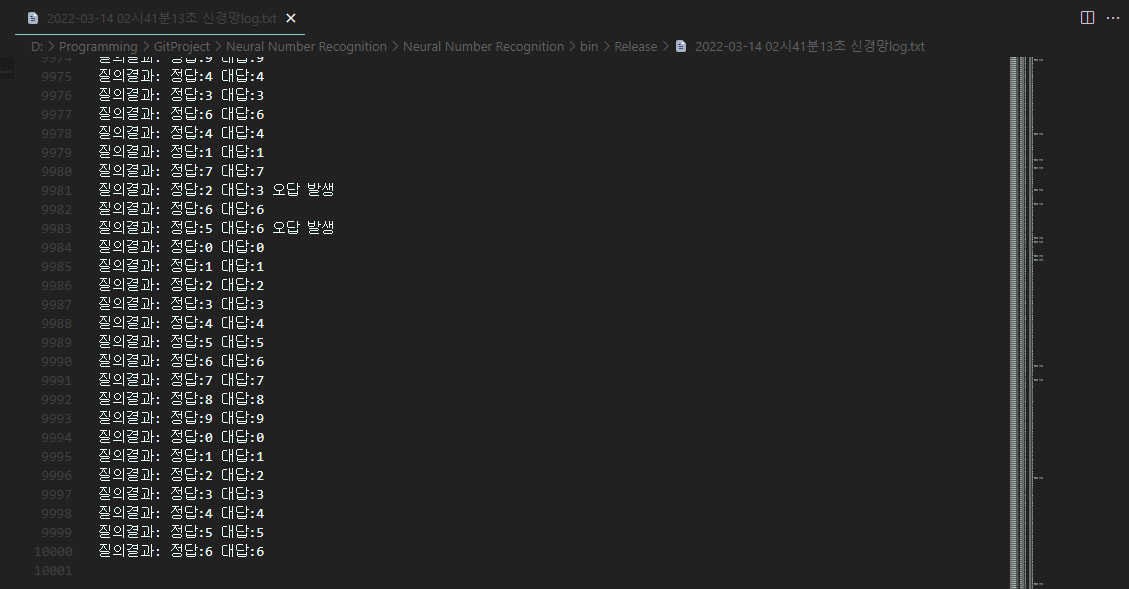 2022-03-14 02시41분13초 신경망log.txt
D: > Programming > GitProject > Neural Number Recognition > Neural Number Recognition > bin > Release > 2022-03-14 02시41분13초 신경망log.txt
9974 질의결과: 정답:9 대답:9
9975 질의결과: 정답:4 대답:4
9976 질의결과: 정답:3 대답:3
9977 질의결과: 정답:6 대답:6
9978 질의결과: 정답:4 대답:4
9979 질의결과: 정답:1 대답:1
9980 질의결과: 정답:7 대답:7
9981 질의결과: 정답:2 대답:3 오답 발생
9982 질의결과: 정답:6 대답:6
9983 질의결과: 정답:5 대답:6 오답 발생
9984 질의결과: 정답:0 대답:0
9985 질의결과: 정답:1 대답:1
9986 질의결과: 정답:2 대답:2
9987 질의결과: 정답:3 대답:3
9988 질의결과: 정답:4 대답:4
9989 질의결과: 정답:5 대답:5
9990 질의결과: 정답:6 대답:6
9991 질의결과: 정답:7 대답:7
9992 질의결과: 정답:8 대답:8
9993 질의결과: 정답:9 대답:9
9994 질의결과: 정답:0 대답:0
9995 질의결과: 정답:1 대답:1
9996 질의결과: 정답:2 대답:2
9997 질의결과: 정답:3 대답:3
9998 질의결과: 정답:4 대답:4
9999 질의결과: 정답:5 대답:5
10000 질의결과: 정답:6 대답:6
10001